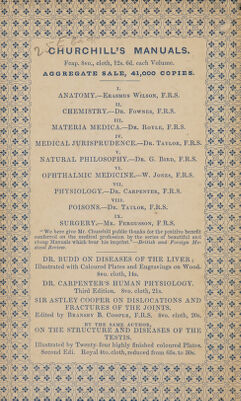 CHURCHILL'S MANUALS.
Fcap. 8vo., cloth, 12s. 6d. each Volume.
AGGREGATE SALE, 41,000 COPIES.
I.
ANATOMY.—Erasmus Wilson, F.R.S.
II.
CHEMISTRY.—Dr. Fownes, F.R.S.
III.
MATERIA MEDICA.—Dr. Royle, F.R.S.
IV.
MEDICAL JURISPRUDENCE.—Dr. Taylor, F.R.S.
V.
NATURAL PHILOSOPHY.—Dr. G. Bird, F.R.S.
VI.
OPHTHALMIC MEDICINE.—W. Jones, F.R.S.
VII.
PHYSIOLOGY.—Dr. Carpenter, F.R.S.
VIII.
POISONS.—Dr. Taylor, F.R.S.
IX.
SURGERY.—Mr. Fergusson, F.R.S.
"We here give Mr. Churchill public thanks for the positive benefit
conferred on the medical profession by the series of beautiful and
cheap Manuals which bear his imprint."—British and Foreign Me-
dical Review.
DR. BUDD ON DISEASES OF THE LIVER;
Illustrated with Coloured Plates and Engravings on Wood.
8vo. cloth, 14s.
DR. CARPENTER'S HUMAN PHYSIOLOGY.
Third Edition. 8vo. cloth, 21s.
SIR ASTLEY COOPER ON DISLOCATIONS AND
FRACTURES OF THE JOINTS.
Edited by Bransby B. Cooper, F.R.S. 8vo. cloth, 20s.
BY THE SAME AUTHOR,
ON THE STRUCTURE AND DISEASES OF THE
TESTIS.
Illustrated by Twenty-four highly finished coloured Plates.
Second Edi. Royal 4to. cloth, reduced from 63s. to 30s.